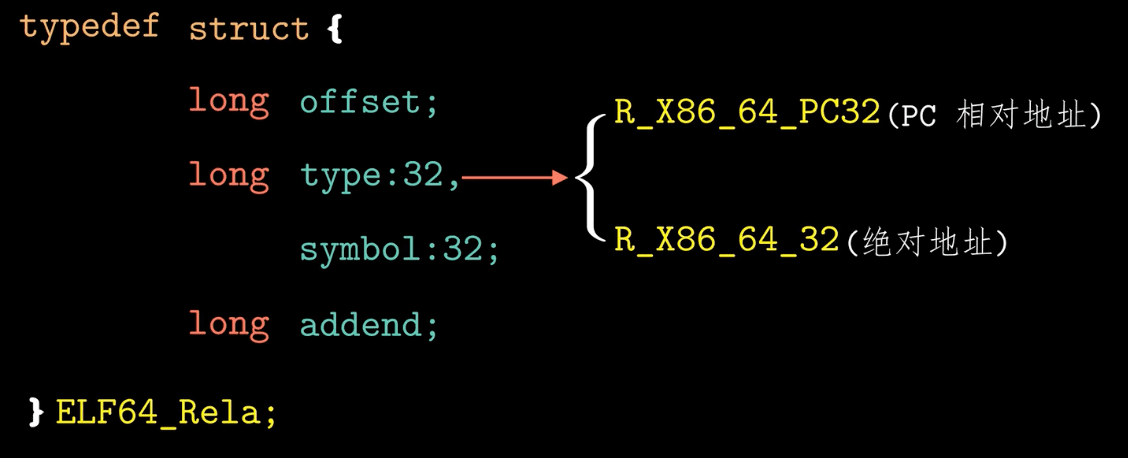 typedef struct {
long offset;
R_X86_64_PC32(PC 相对地址)
long type:32,
symbol:32;
R_X86_64_32(绝对地址)
long addend;
} ELF64_Rela;